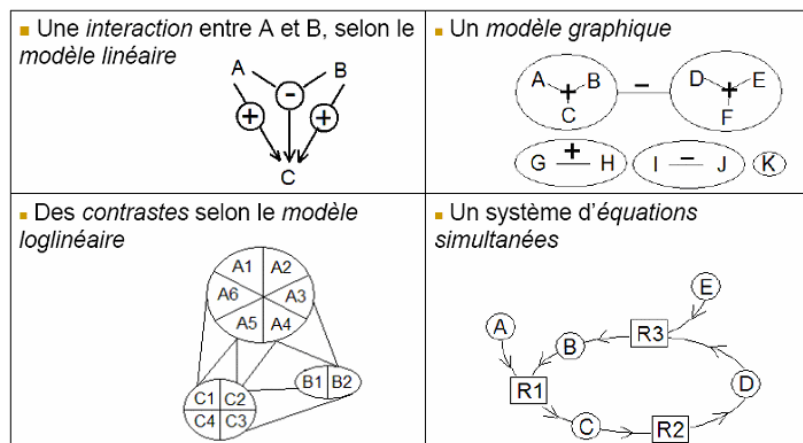 ▪ Une interaction entre A et B, selon le
modèle linéaire
A
B
-
+
+
C
▪ Un modèle graphique
A
B
+
C
-
D
E
+
F
G
+
H
I
-
J
K
▪ Des contrastes selon le modèle
loglinéaire
A1
A2
A6
A3
A5
A4
B1
B2
C1
C2
C4
C3
▪ Un système d'équations
simultanées
E
A
B
R3
R1
D
C
R2